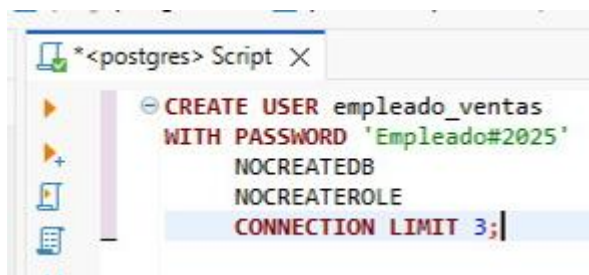 *<postgres> Script
CREATE USER empleado_ventas
WITH PASSWORD 'Empleado#2025'
NOCREATEDB
NOCREATEROLE
CONNECTION LIMIT 3;